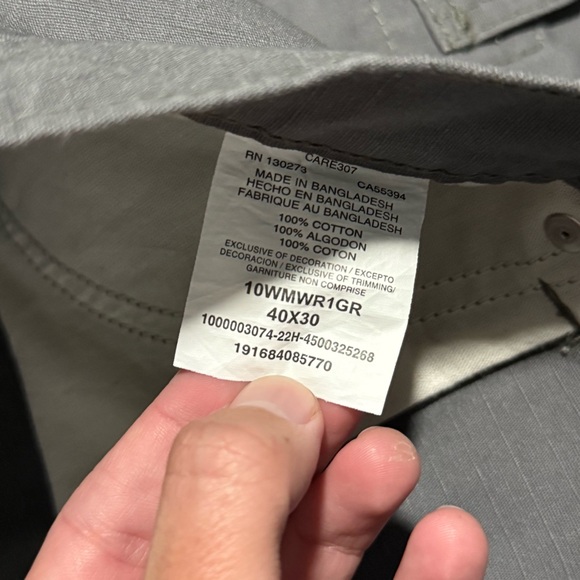 CARE307
RN 130273 CA55394
MADE IN BANGLADESH
HECHO EN BANGLADESH
FABRIQUE AU BANGLADESH
100% COTTON
100% ALGODON
100% COTON
EXCLUSIVE OF DECORATION / EXCEPTO
DECORACION / EXCLUSIVE OF TRIMMING/
GARNITURE NON COMPRISE
10WMWR1GR
40X30
1000003074-22H-4500325268
191684085770